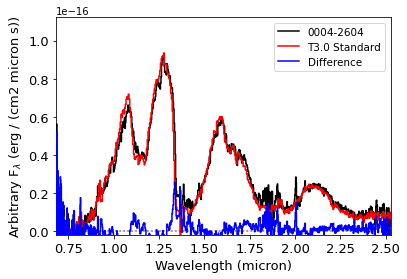 1e−16
0004-2604
T3.0 Standard
Difference
Arbitrary Fλ (erg / (cm2 micron s))
1.0
0.8
0.6
0.4
0.2
0.0
0.75 1.00 1.25 1.50 1.75 2.00 2.25 2.50
Wavelength (micron)